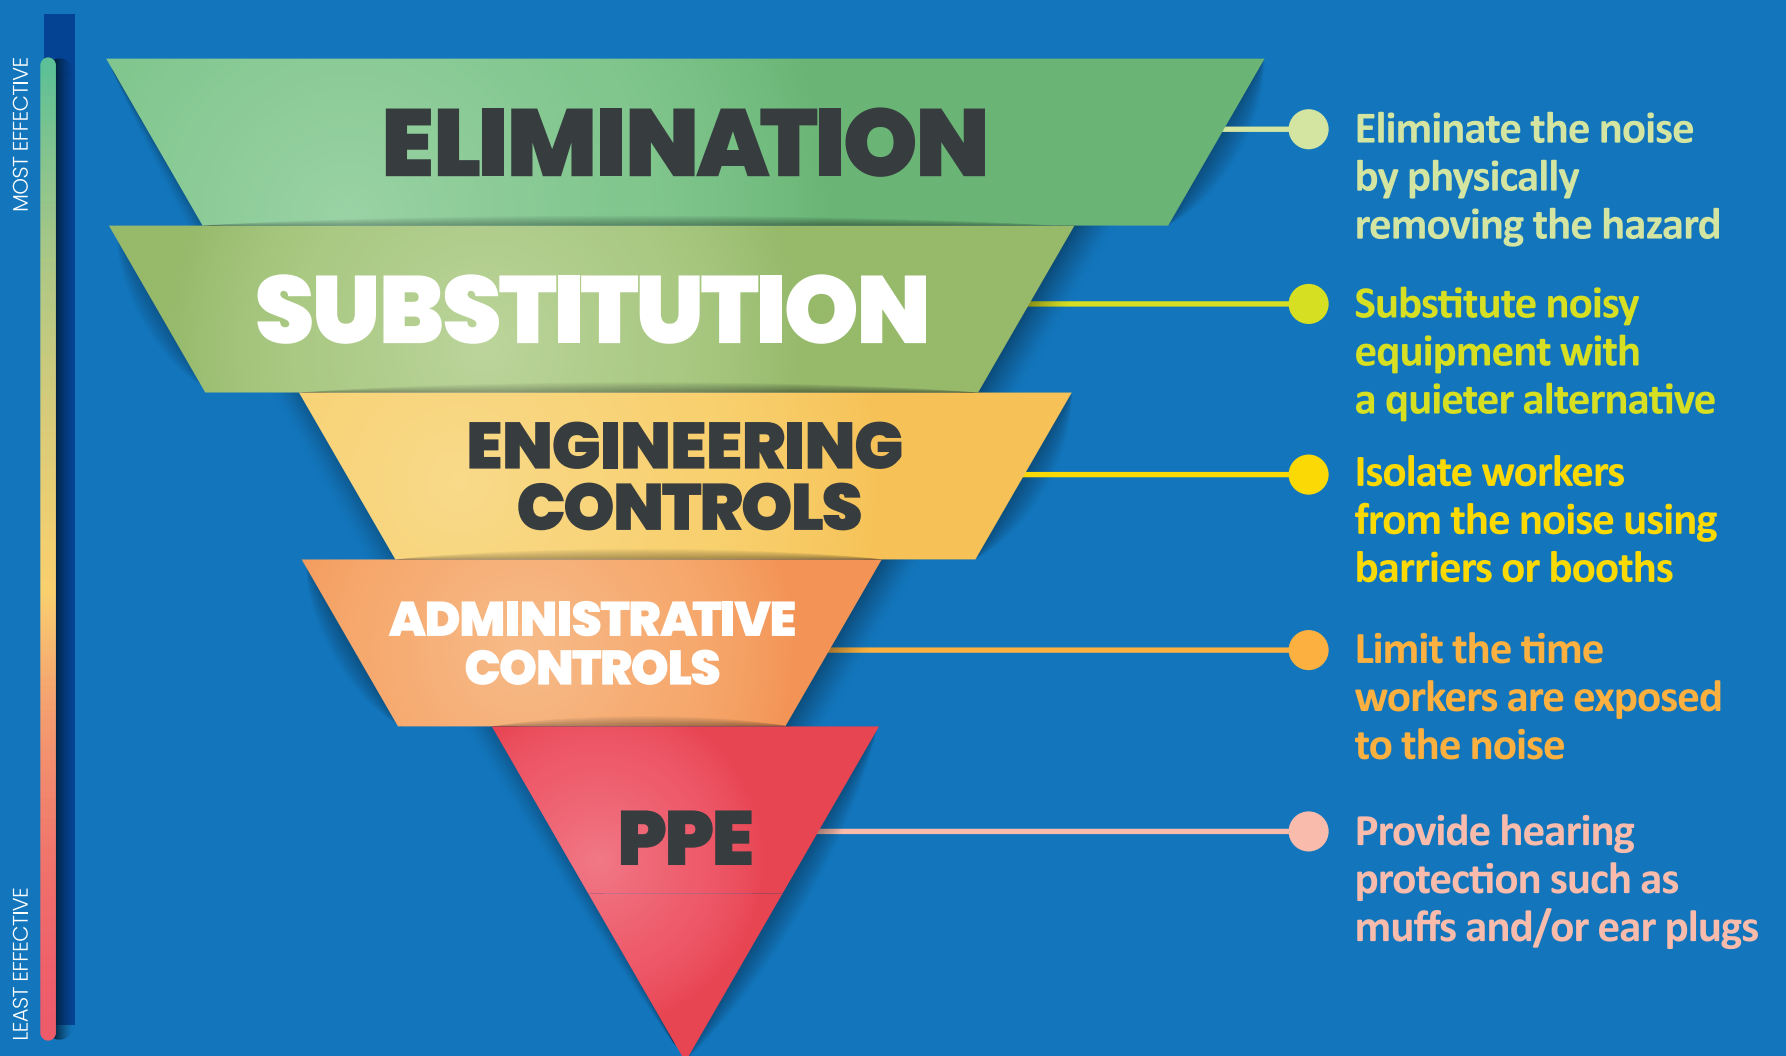 MOST EFFECTIVE
ELIMINATION
Eliminate the noise
by physically
removing the hazard
SUBSTITUTION
Substitute noisy
equipment with
a quieter alternative
ENGINEERING
CONTROLS
Isolate workers
from the noise using
barriers or booths
ADMINISTRATIVE
CONTROLS
Limit the time
workers are exposed
to the noise
PPE
Provide hearing
protection such as
muffs and/or ear plugs
LEAST EFFECTIVE